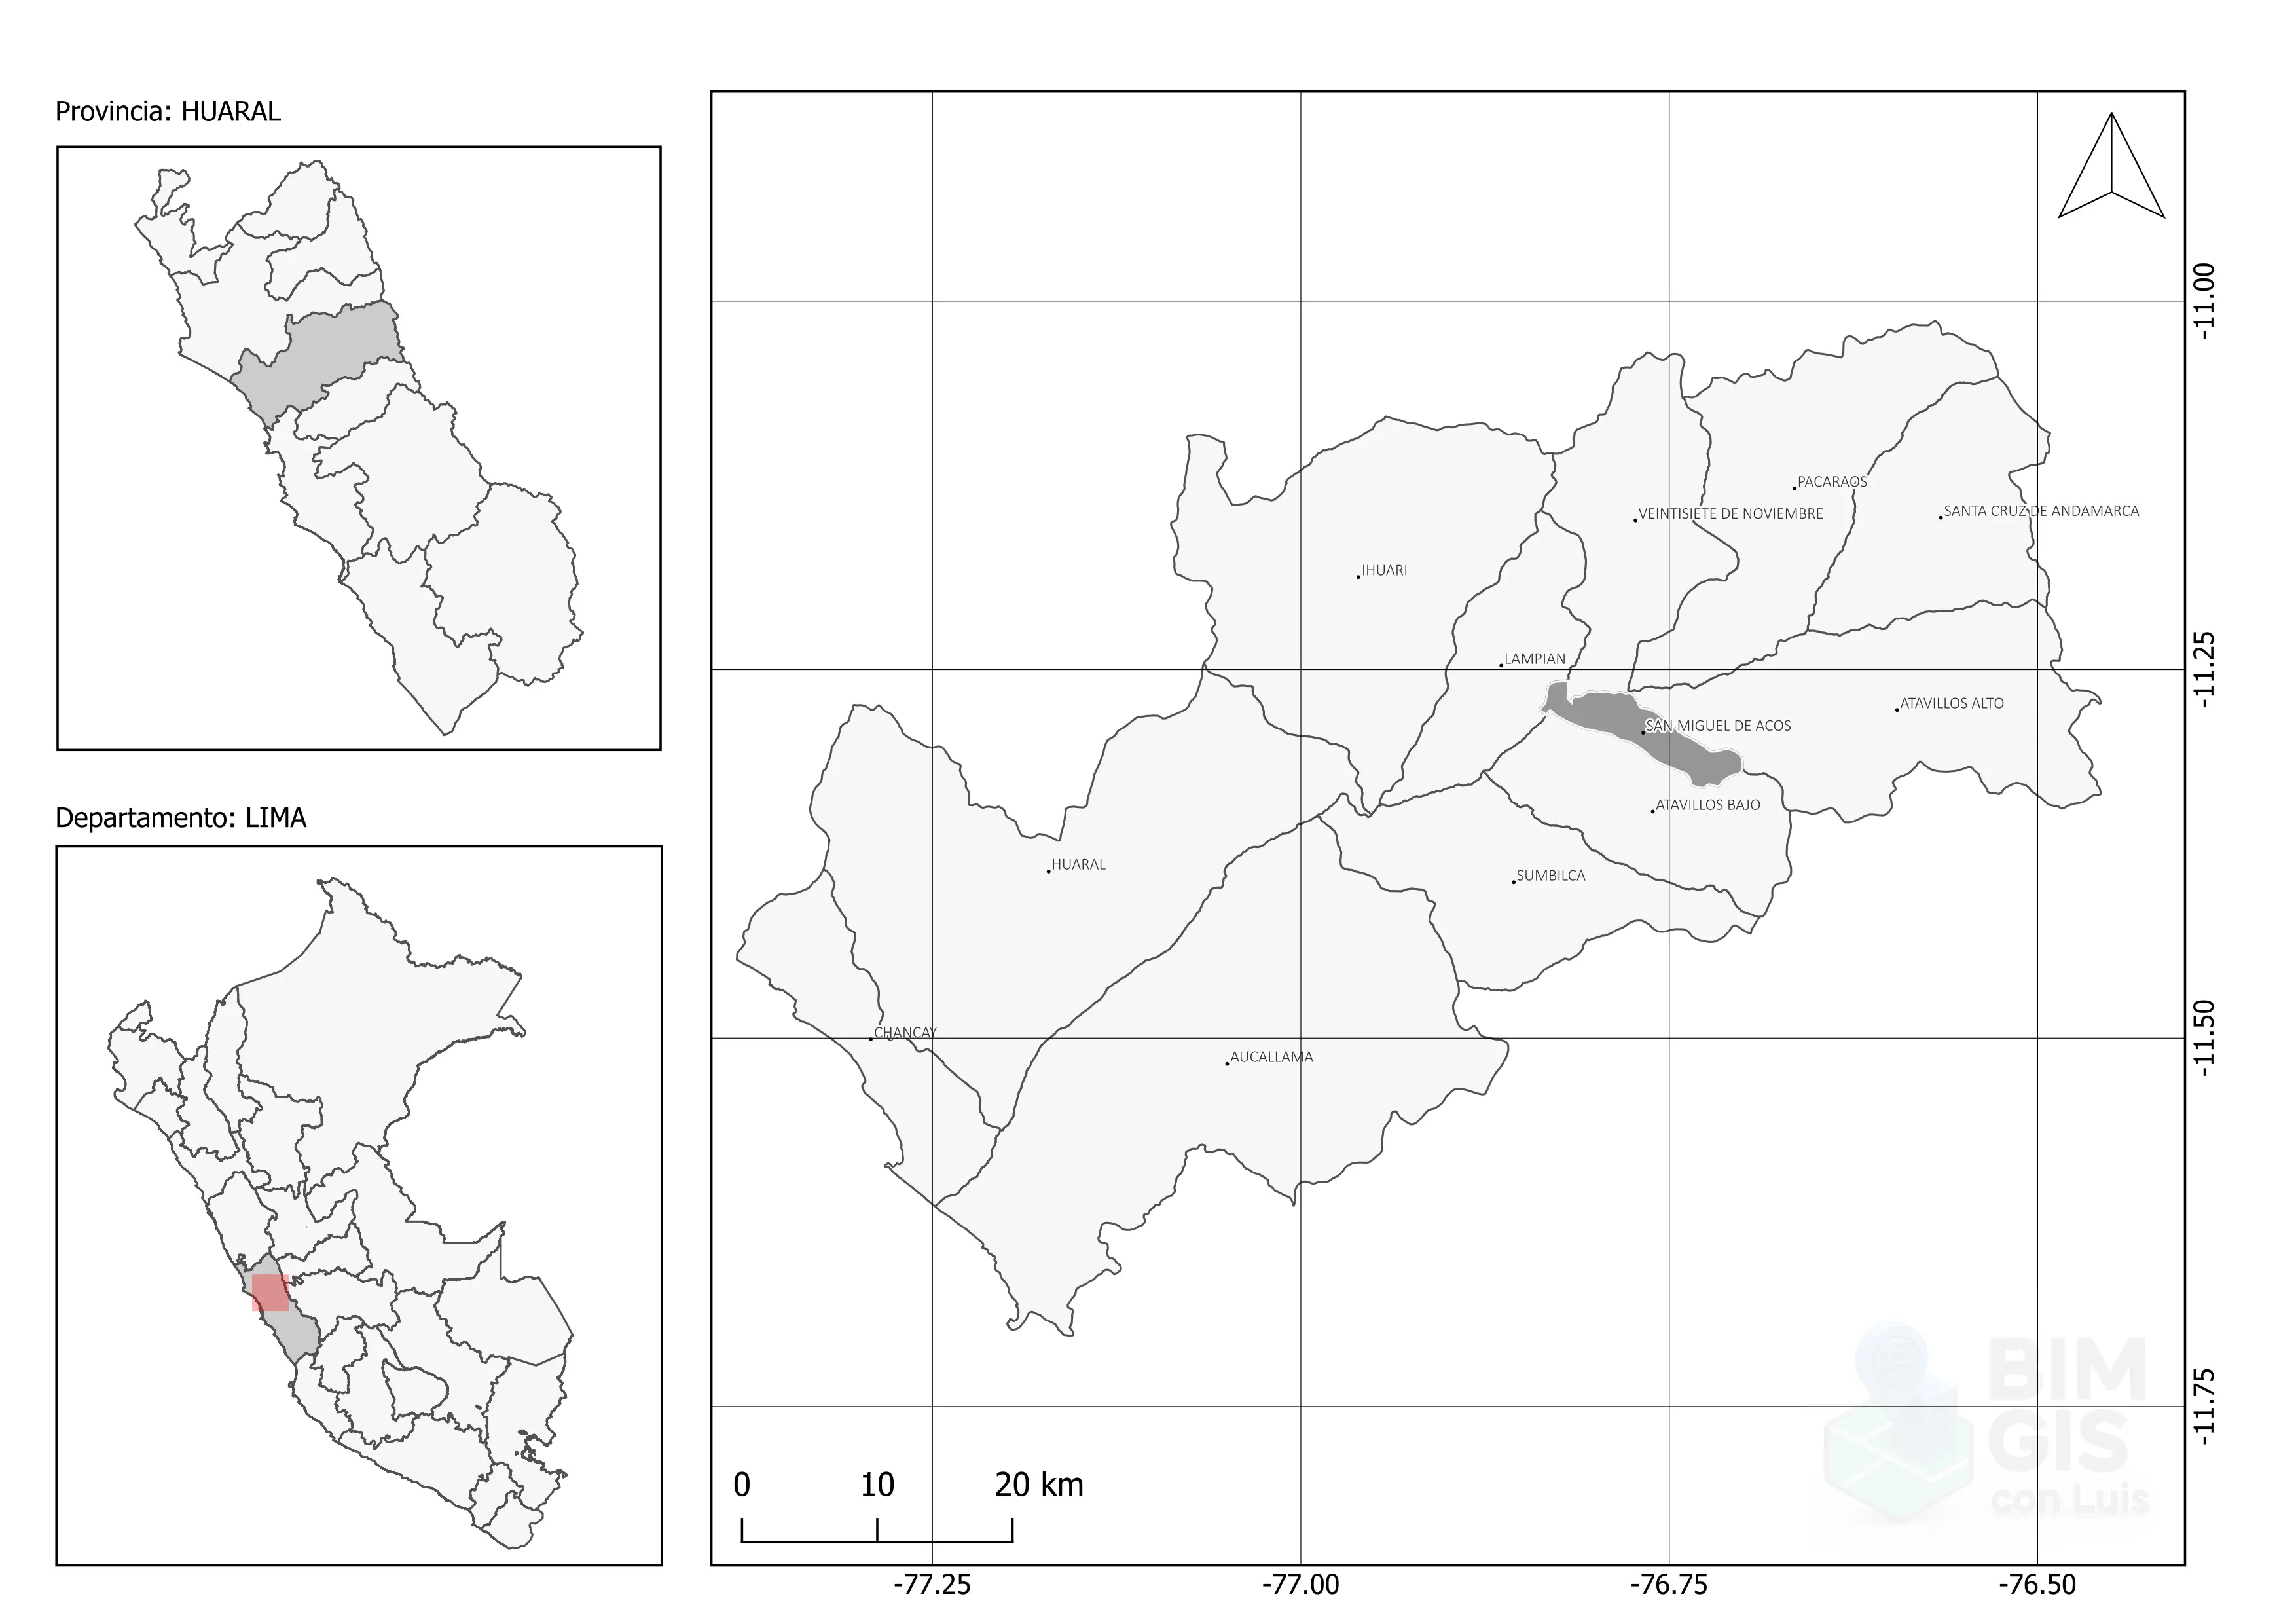 Provincia: HUARAL
Departamento: LIMA
PACARAOS
SANTA CRUZ DE ANDAMARCA
VEINTISIETE DE NOVIEMBRE
IHUARI
LAMPIAN
ATAVILLOS ALTO
SAN MIGUEL DE ACOS
ATAVILLOS BAJO
HUARAL
SUMBILCA
CHANCAY
AUCALLAMA
-11.00
-11.25
-11.50
-11.75
BIM
GIS
con Luis
0 10 20 km
-77.25 -77.00 -76.75 -76.50